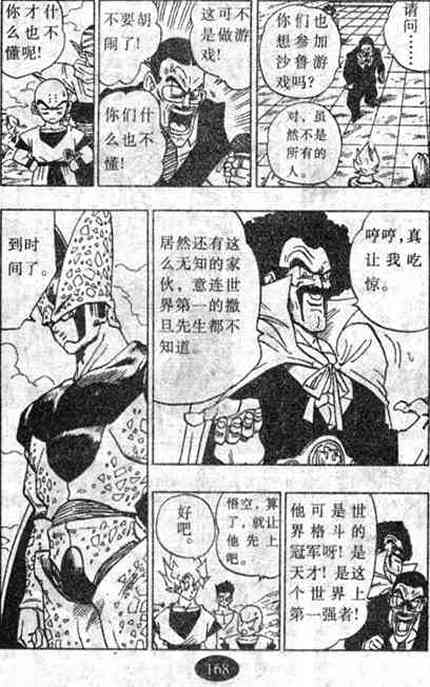 请
问
……
你们也
想参加
沙鲁游
戏吗？
对，虽
然不是
所有的
人。
这可不
是做游
戏！
不要胡
闹了！
你们什
么也不
懂！
你才什
么也不
懂呢！
哼哼，真
让我吃
惊。
居然还有这
么无知的家
伙，意连世
界第一的撒
旦先生都不
知道。
到时
间了。
他可是世
界格斗的
冠军呀！是
天才！是这
个世界上
第一强者！
悟空，算
了，就让
他先上
吧。
好
吧。
168